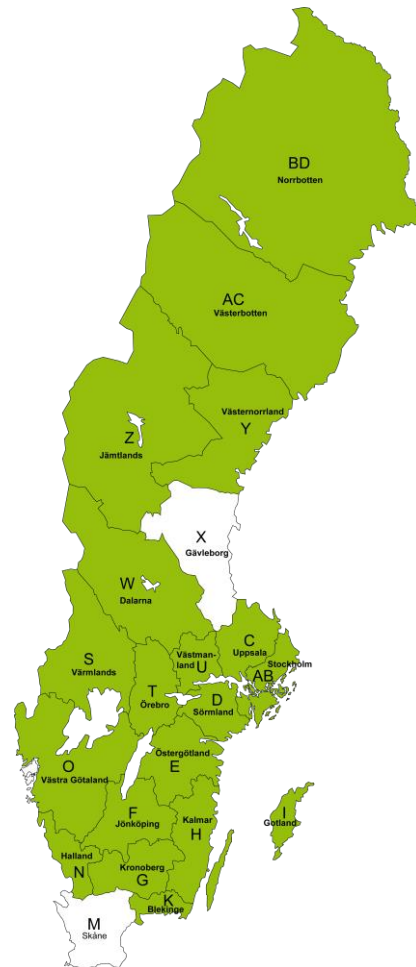 BD
Norrbotten
AC
Västerbotten
Västernorrland
Y
Z
Jämtlands
X
Gävleborg
W
Dalarna
C
Uppsala
Stockholm
AB
Västman-
land U
S
Värmlands
T
Örebro
D
Sörmland
O
Västra Götaland
Östergötland
E
F
Jönköping
Kalmar
H
I
Gotland
Halland
N
Kronoberg
G
K
Blekinge
M
Skåne